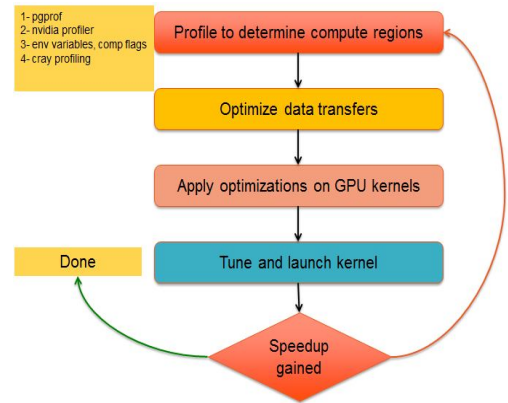 1- pgprof
2- nvidia profiler
3- env variables, comp flags
4- cray profiling
Profile to determine compute regions
Optimize data transfers
Apply optimizations on GPU kernels
Tune and launch kernel
Done
Speedup
gained